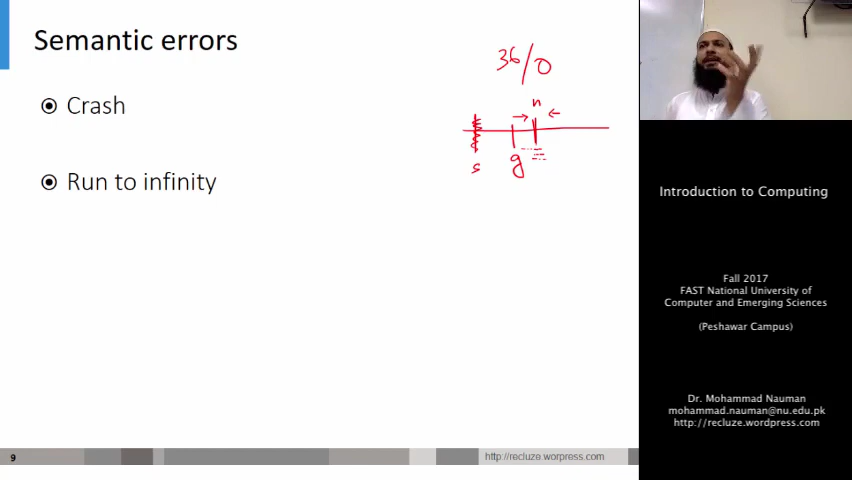 Semantic errors
Crash
Run to infinity
36/0
n
s
g
9
http://recluze.worpress.com
Introduction to Computing
Fall 2017
FAST National University of
Computer and Emerging Sciences
(Peshawar Campus)
Dr. Mohammad Nauman
mohammad.nauman@nu.edu.pk
http://recluze.wordpress.com